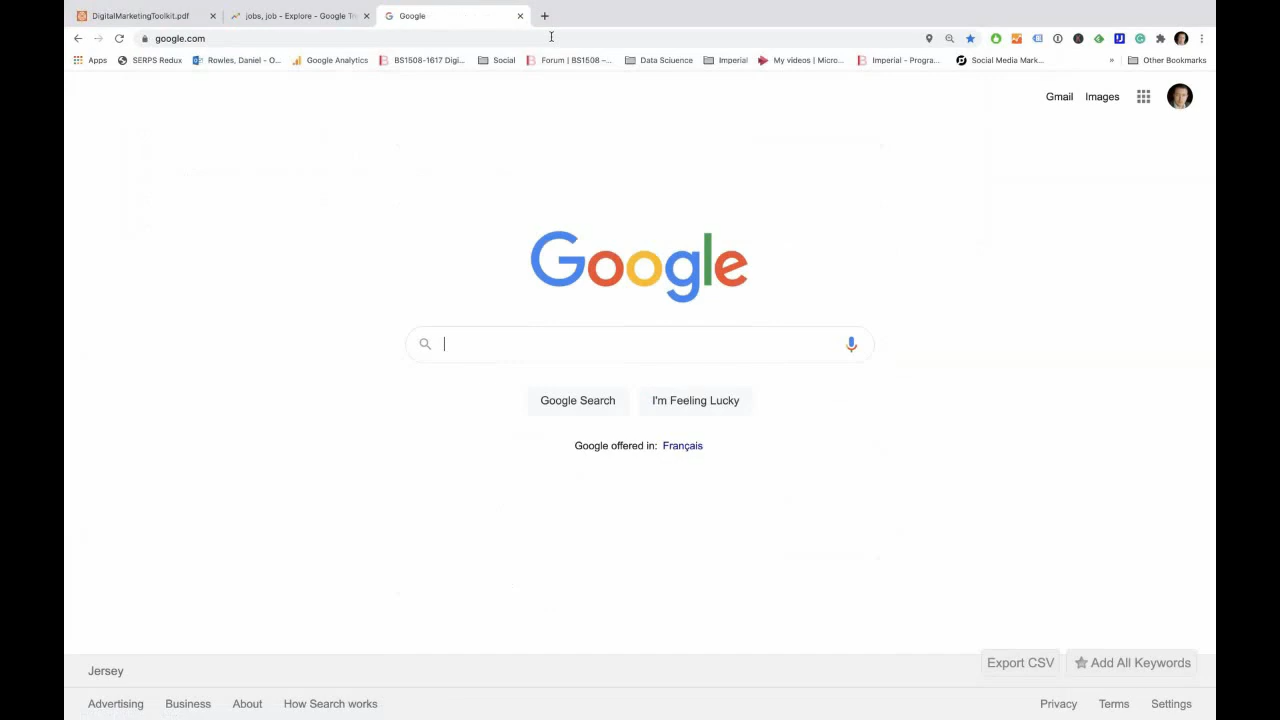 DigitalMarketingToolkit.pdf
jobs, job - Explore - Google Tr
Google
google.com
Apps
SERPS Redux
Rowles, Daniel - O...
Google Analytics
BS1508-1617 Digi...
Social
Forum | BS1508 –...
Data Sciuence
Imperial
My videos | Micro...
Imperial - Progra...
Social Media Mark...
»
Other Bookmarks
Gmail
Images
Google
Google Search
I'm Feeling Lucky
Google offered in: Français
Jersey
Export CSV
Add All Keywords
Advertising
Business
About
How Search works
Privacy
Terms
Settings